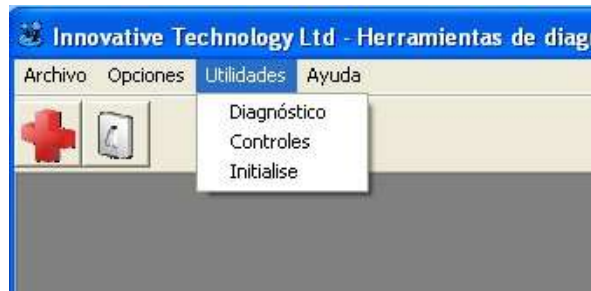 Innovative Technology Ltd - Herramientas de diag
Archivo Opciones Utilidades Ayuda
Diagnóstico
Controles
Initialise